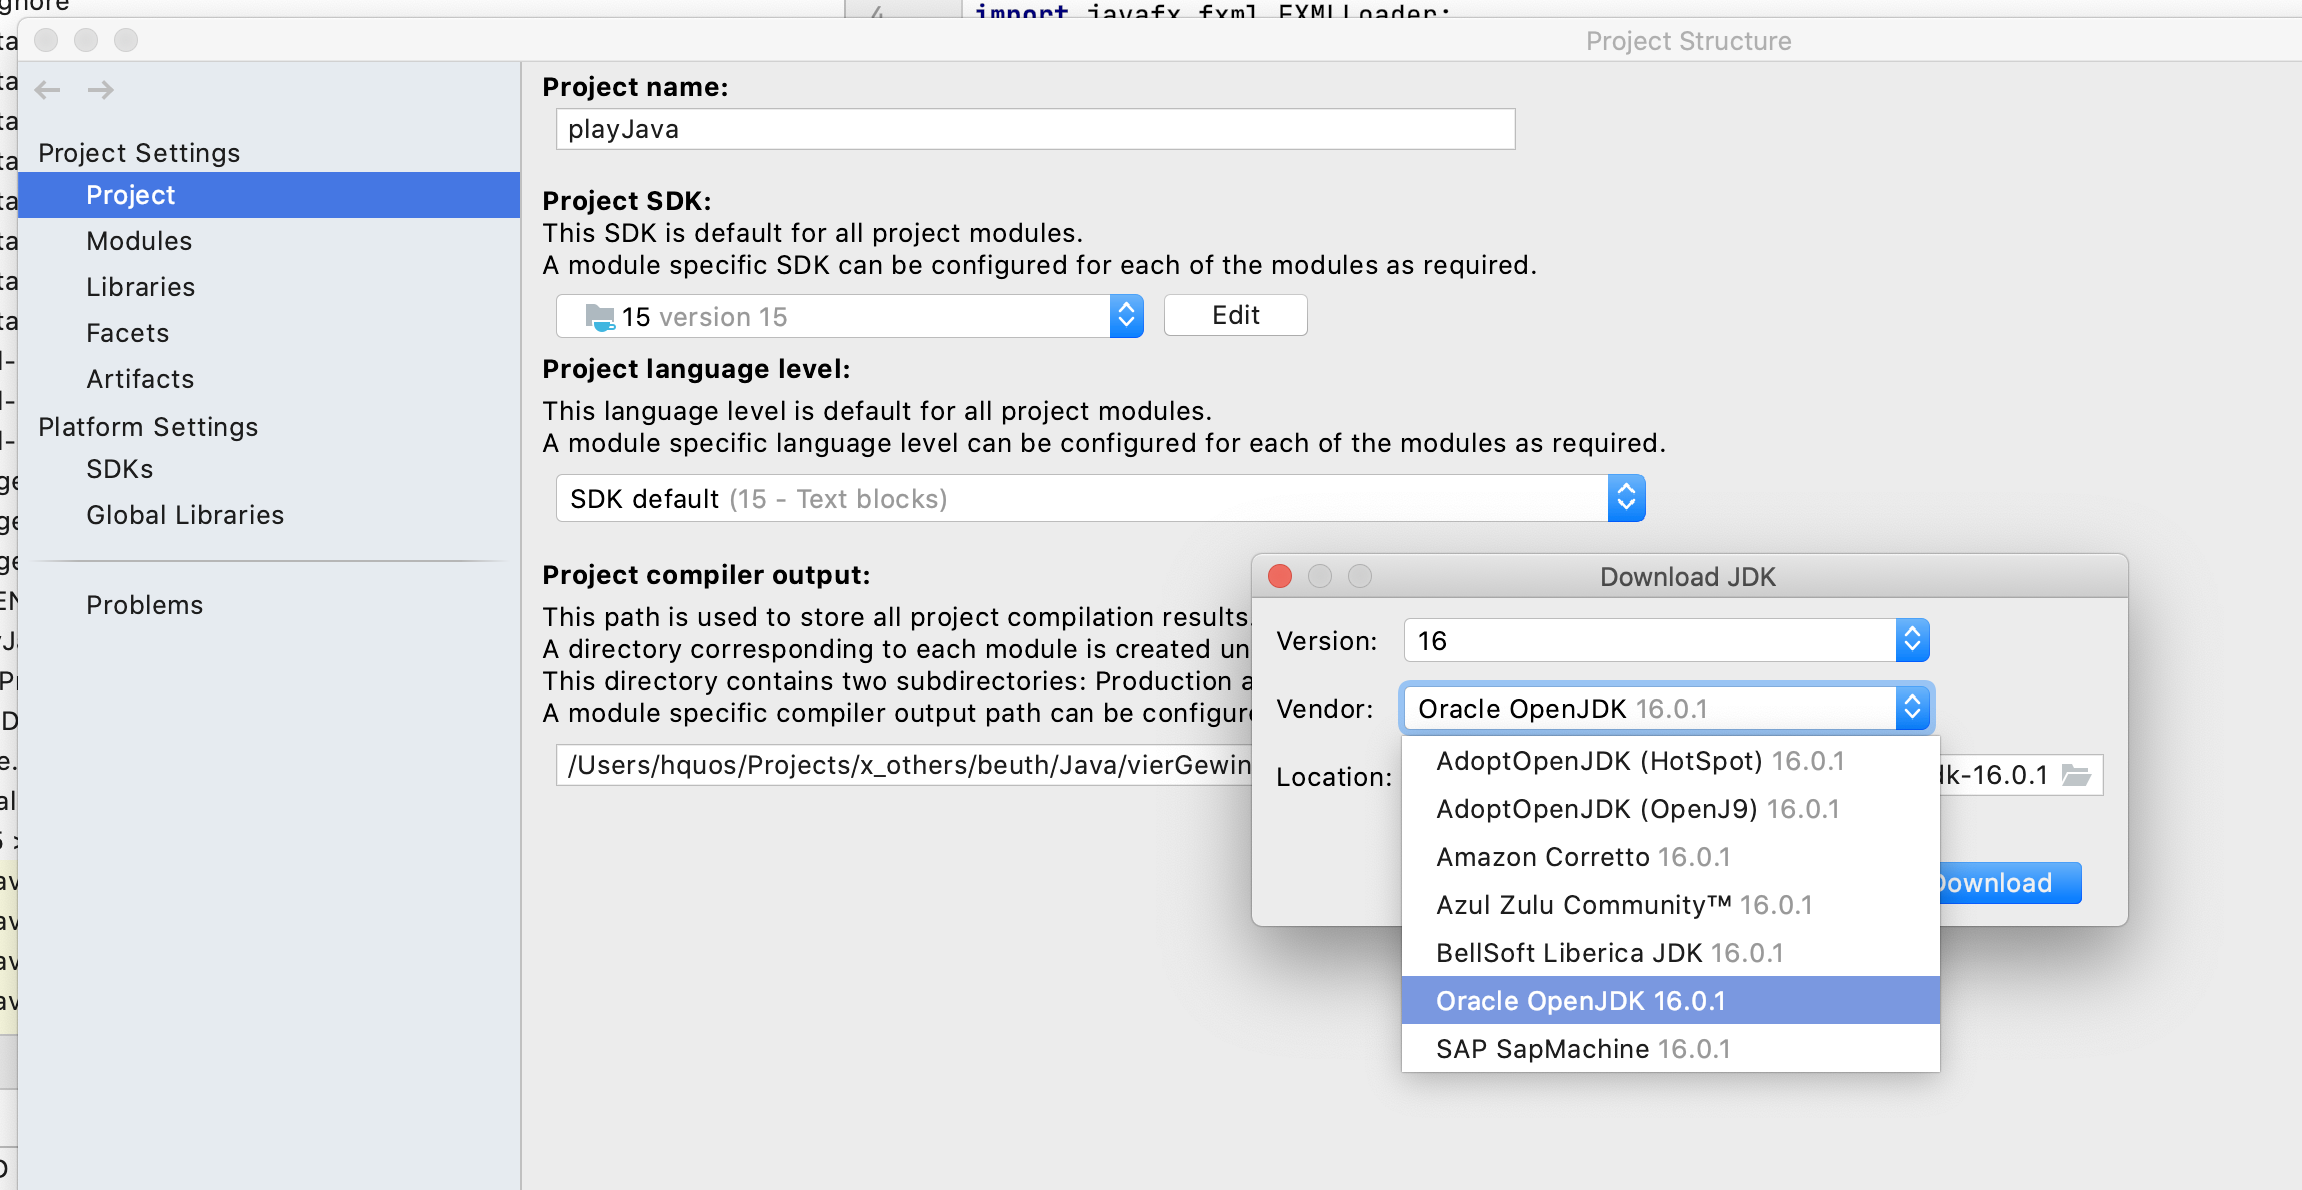 import javafx.fxml.FXMLLoader;
Project Structure
Project Settings
Project
Modules
Libraries
Facets
Artifacts
Platform Settings
SDKs
Global Libraries
Problems
Project name:
playJava
Project SDK:
This SDK is default for all project modules.
A module specific SDK can be configured for each of the modules as required.
15 version 15
Edit
Project language level:
This language level is default for all project modules.
A module specific language level can be configured for each of the modules as required.
SDK default (15 - Text blocks)
Project compiler output:
This path is used to store all project compilation results.
A directory corresponding to each module is created un
This directory contains two subdirectories: Production a
A module specific compiler output path can be configure
/Users/hquos/Projects/x_others/beuth/Java/vierGewin
Download JDK
Version:
16
Vendor:
Oracle OpenJDK 16.0.1
Location:
dk-16.0.1
AdoptOpenJDK (HotSpot) 16.0.1
AdoptOpenJDK (OpenJ9) 16.0.1
Amazon Corretto 16.0.1
Azul Zulu Community™ 16.0.1
BellSoft Liberica JDK 16.0.1
Oracle OpenJDK 16.0.1
SAP SapMachine 16.0.1
Download